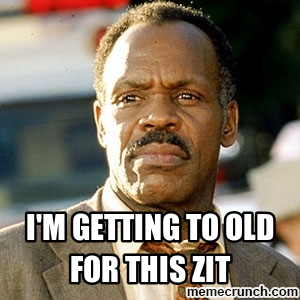 I'M GETTING TO OLD
FOR THIS ZIT
memecrunch.com